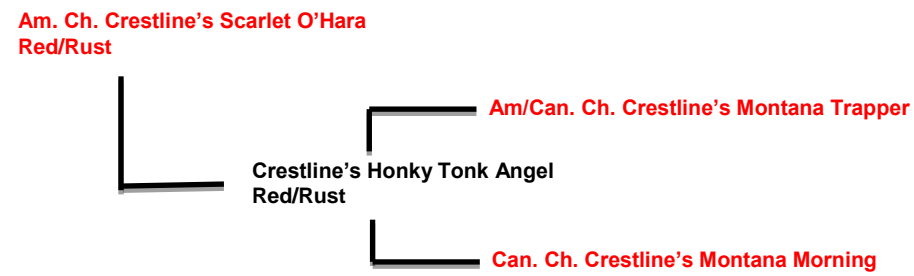 Am. Ch. Crestline’s Scarlet O’Hara
Red/Rust
Am/Can. Ch. Crestline’s Montana Trapper
Crestline’s Honky Tonk Angel
Red/Rust
Can. Ch. Crestline’s Montana Morning